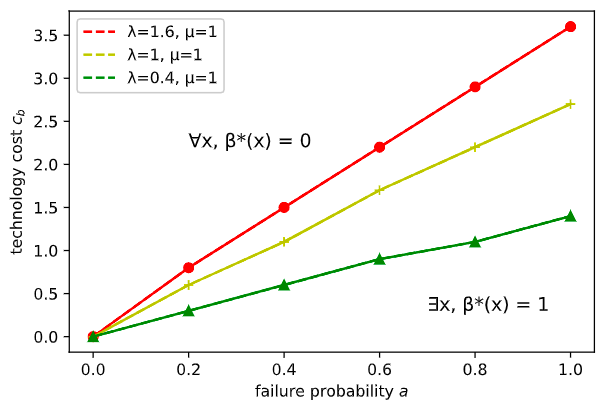 λ=1.6, μ=1
λ=1, μ=1
λ=0.4, μ=1
∀x, β*(x) = 0
∃x, β*(x) = 1
technology cost c_b
3.5
3.0
2.5
2.0
1.5
1.0
0.5
0.0
0.0 0.2 0.4 0.6 0.8 1.0
failure probability a